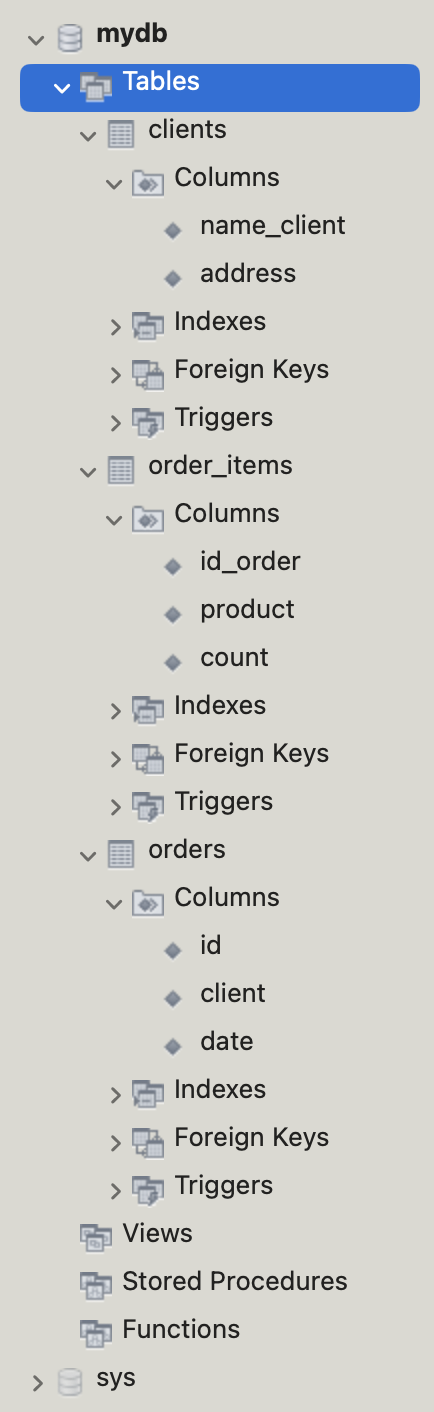 mydb
Tables
clients
Columns
name_client
address
Indexes
Foreign Keys
Triggers
order_items
Columns
id_order
product
count
Indexes
Foreign Keys
Triggers
orders
Columns
id
client
date
Indexes
Foreign Keys
Triggers
Views
Stored Procedures
Functions
sys